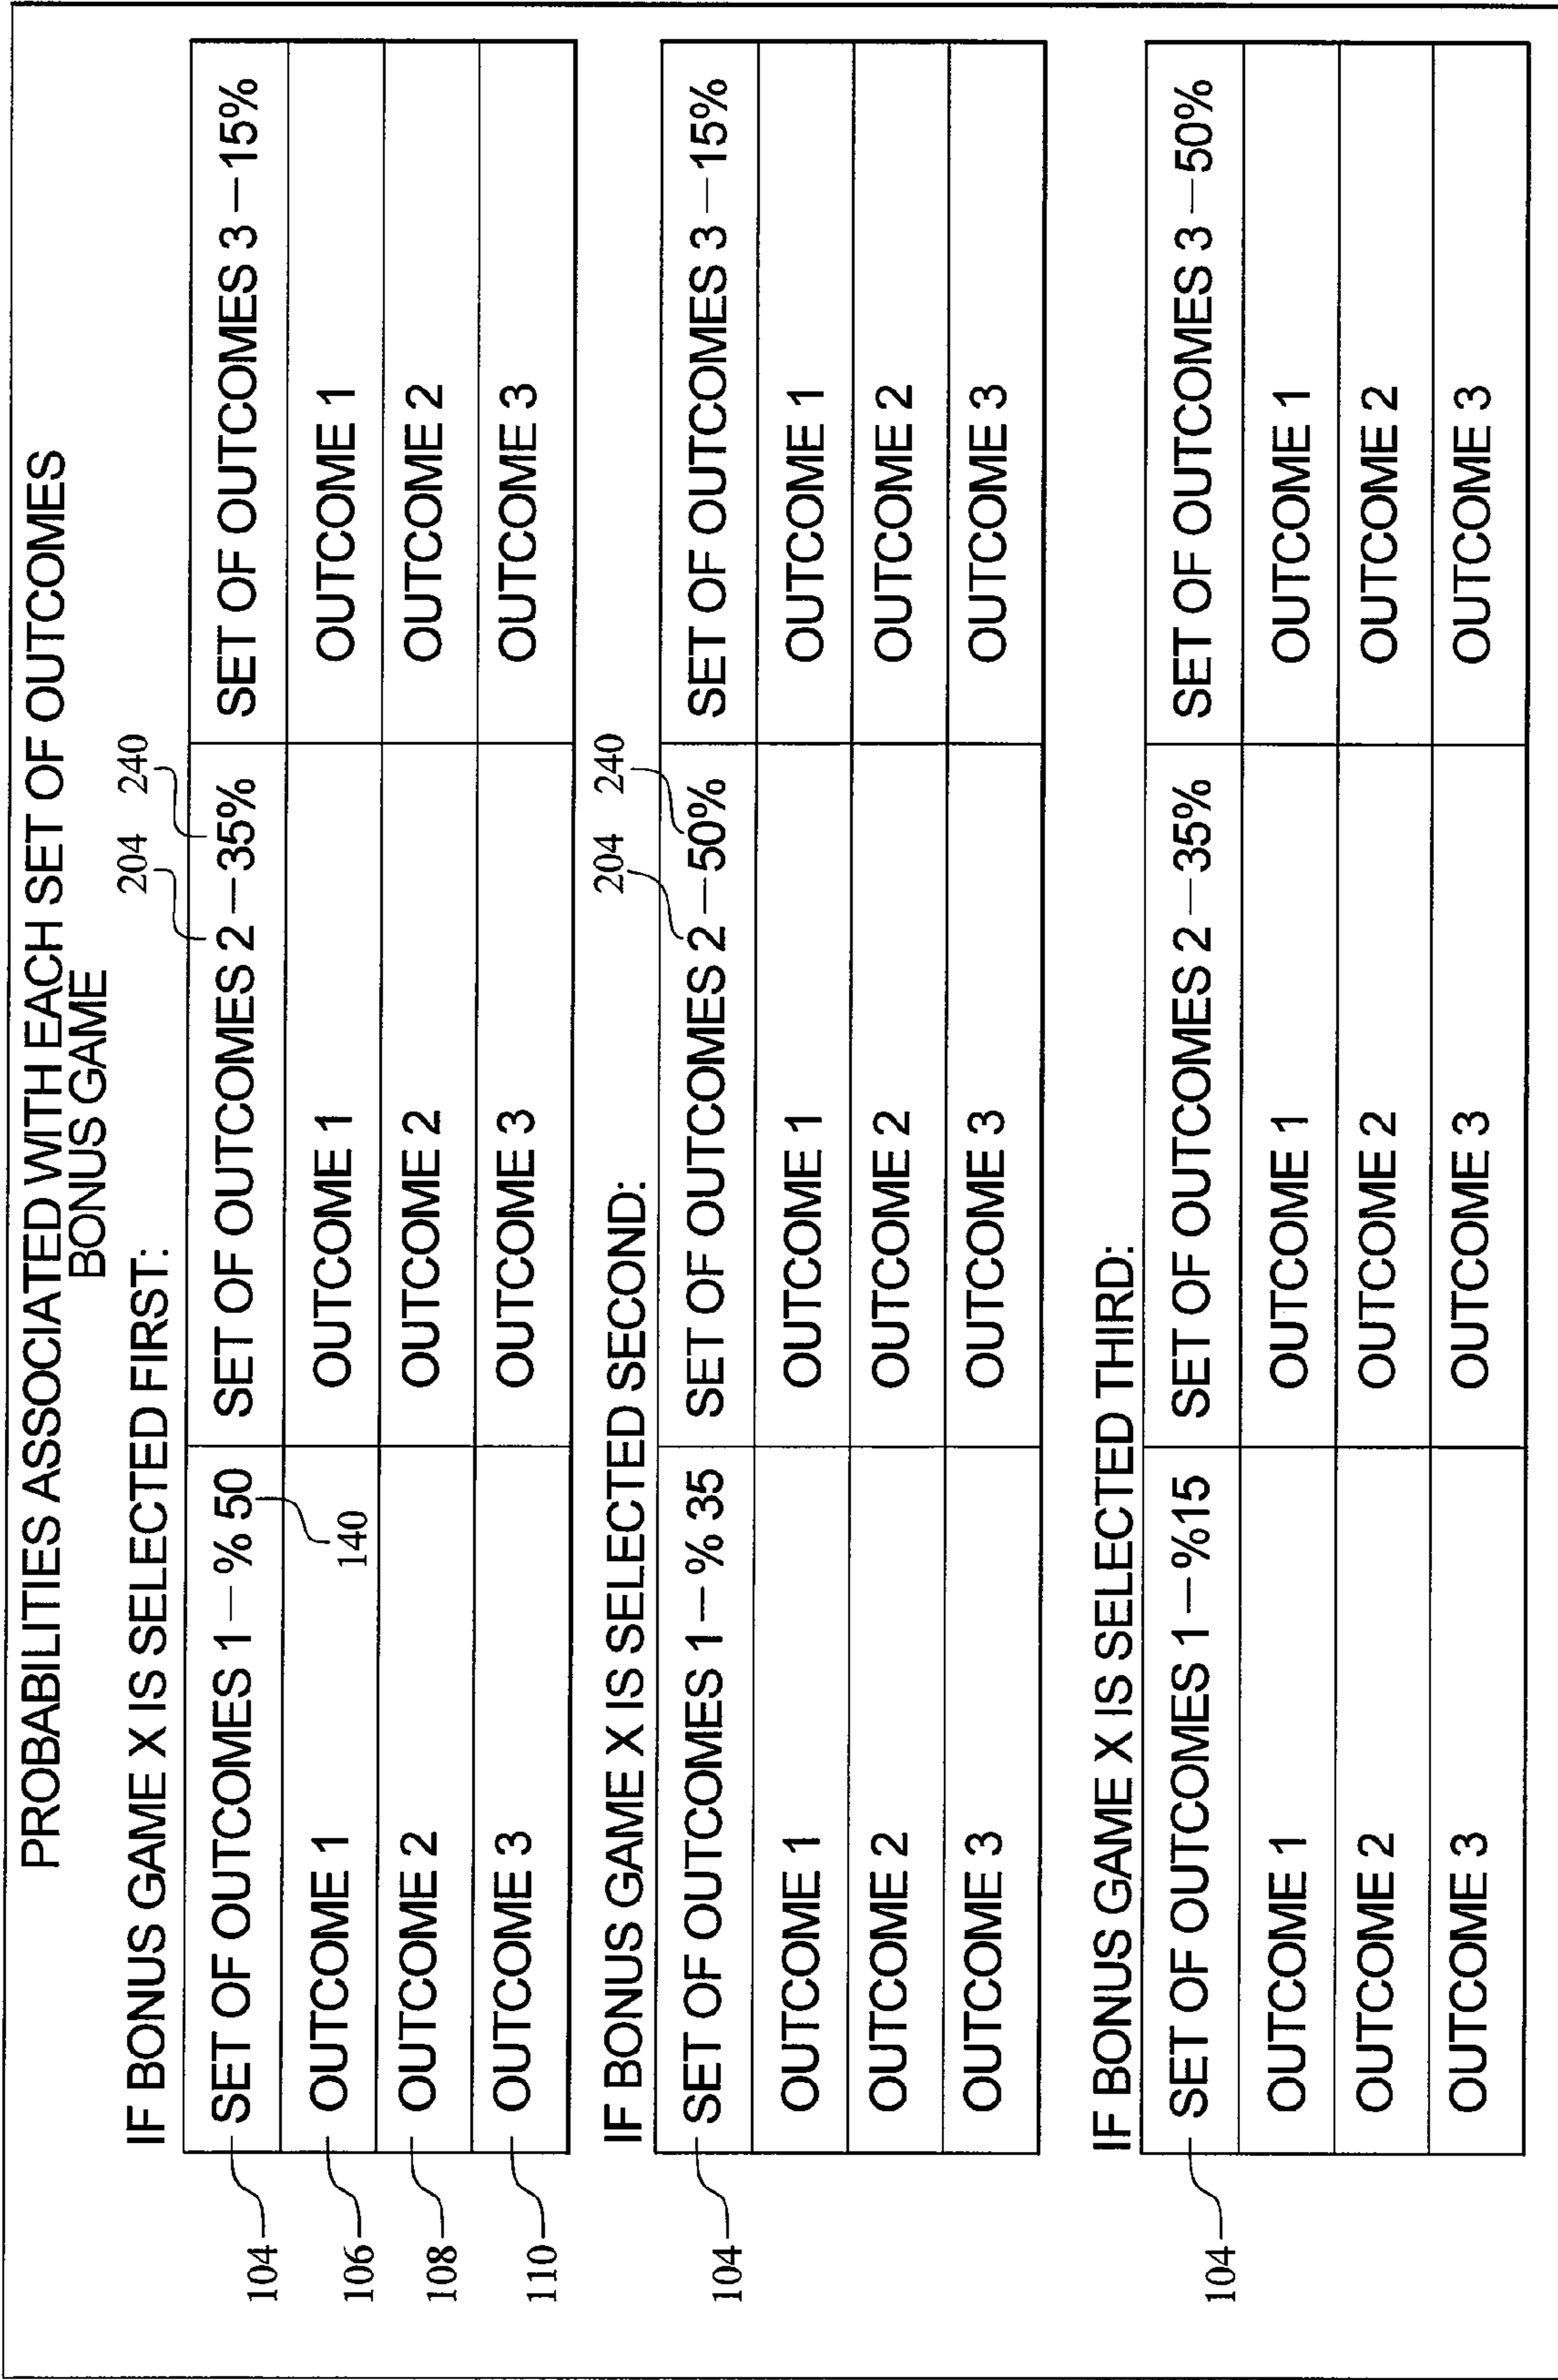 PROBABILITIES ASSOCIATED WITH EACH SET OF OUTCOMES
BONUS GAME
IF BONUS GAME X IS SELECTED FIRST:
204 240
104 SET OF OUTCOMES 1 — % 50 SET OF OUTCOMES 2 — 35% SET OF OUTCOMES 3 — 15%
106 OUTCOME 1 140 OUTCOME 1 OUTCOME 1
108 OUTCOME 2 OUTCOME 2 OUTCOME 2
110 OUTCOME 3 OUTCOME 3 OUTCOME 3
IF BONUS GAME X IS SELECTED SECOND:
204 240
104 SET OF OUTCOMES 1 — % 35 SET OF OUTCOMES 2 — 50% SET OF OUTCOMES 3 — 15%
OUTCOME 1 OUTCOME 1 OUTCOME 1
OUTCOME 2 OUTCOME 2 OUTCOME 2
OUTCOME 3 OUTCOME 3 OUTCOME 3
IF BONUS GAME X IS SELECTED THIRD:
104 SET OF OUTCOMES 1 — %15 SET OF OUTCOMES 2 — 35% SET OF OUTCOMES 3 — 50%
OUTCOME 1 OUTCOME 1 OUTCOME 1
OUTCOME 2 OUTCOME 2 OUTCOME 2
OUTCOME 3 OUTCOME 3 OUTCOME 3